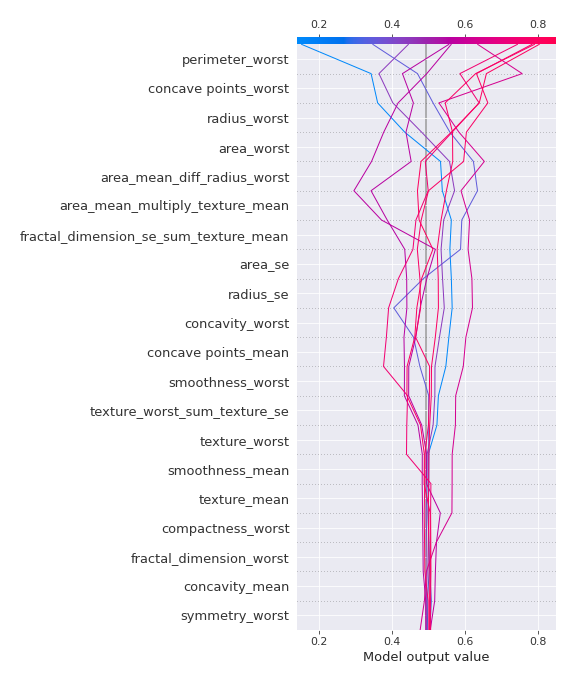 0.2 0.4 0.6 0.8
perimeter_worst
concave points_worst
radius_worst
area_worst
area_mean_diff_radius_worst
area_mean_multiply_texture_mean
fractal_dimension_se_sum_texture_mean
area_se
radius_se
concavity_worst
concave points_mean
smoothness_worst
texture_worst_sum_texture_se
texture_worst
smoothness_mean
texture_mean
compactness_worst
fractal_dimension_worst
concavity_mean
symmetry_worst
0.2 0.4 0.6 0.8
Model output value